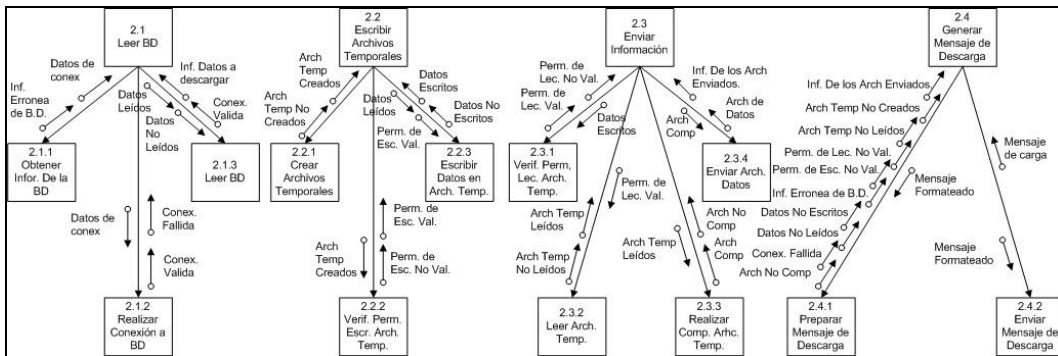 2.1
Leer BD
Datos de
conex
Inf.
Erronea
de B.D.
Inf. Datos a
descargar
Datos
Leídos
Conex.
Valida
Datos
No
Leídos
2.1.1
Obtener
Infor. De la
BD
2.1.3
Leer BD
Datos de
conex
Conex.
Fallida
Conex.
Valida
2.1.2
Realizar
Conexión a
BD
2.2
Escribir
Archivos
Temporales
Arch
Temp
Creados
Arch
Temp No
Creados
Datos
Escritos
Datos
Leídos
Datos No
Escritos
Perm. de
Esc. Val.
2.2.1
Crear
Archivos
Temporales
2.2.3
Escribir
Datos en
Arch. Temp.
Perm. de
Esc. Val.
Arch
Temp
Creados
Perm. de
Esc. No Val.
2.2.2
Verif. Perm.
Escr. Arch.
Temp.
2.3
Enviar
Información
Perm. de
Lec. No Val.
Perm. de
Lec. Val.
Inf. De los Arch
Enviados.
Datos
Escritos
Arch
Comp
Arch de
Datos
2.3.1
Verif. Perm,
Lec. Arch.
Temp.
2.3.4
Enviar Arch.
Datos
Perm. de
Lec. Val.
Arch Temp
Leídos
Arch No
Comp
Arch Temp
No Leídos
Arch Temp
Leídos
Arch
Comp
2.3.2
Leer Arch.
Temp.
2.3.3
Realizar
Comp. Arhc.
Temp.
2.4
Generar
Mensaje de
Descarga
Inf. De los Arch Enviados.
Arch Temp No Creados
Arch Temp No Leídos
Perm. de Lec. No Val.
Perm. de Esc. No Val.
Inf. Erronea de B.D.
Datos No Escritos
Datos No Leídos
Conex. Fallida
Arch No Comp
Mensaje
de carga
Mensaje
Formateado
Mensaje
Formateado
2.4.1
Preparar
Mensaje de
Descarga
2.4.2
Enviar
Mensaje de
Descarga